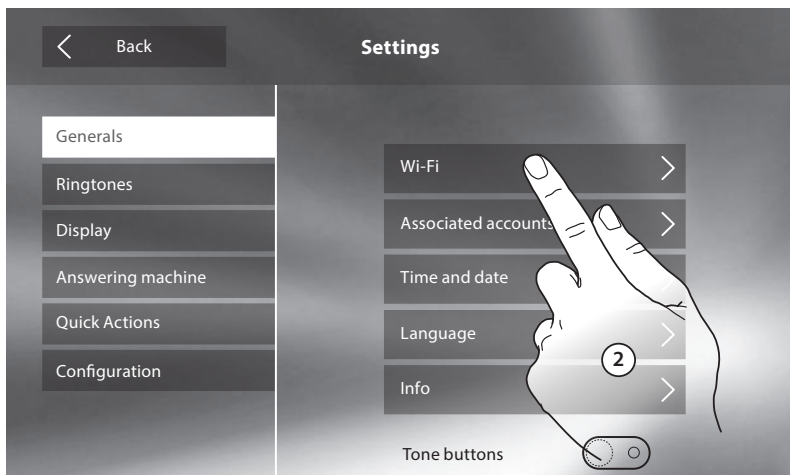 Back
Settings
Generals
Ringtones
Display
Answering machine
Quick Actions
Configuration
Wi-Fi
Associated accounts
Time and date
Language
Info
Tone buttons
2